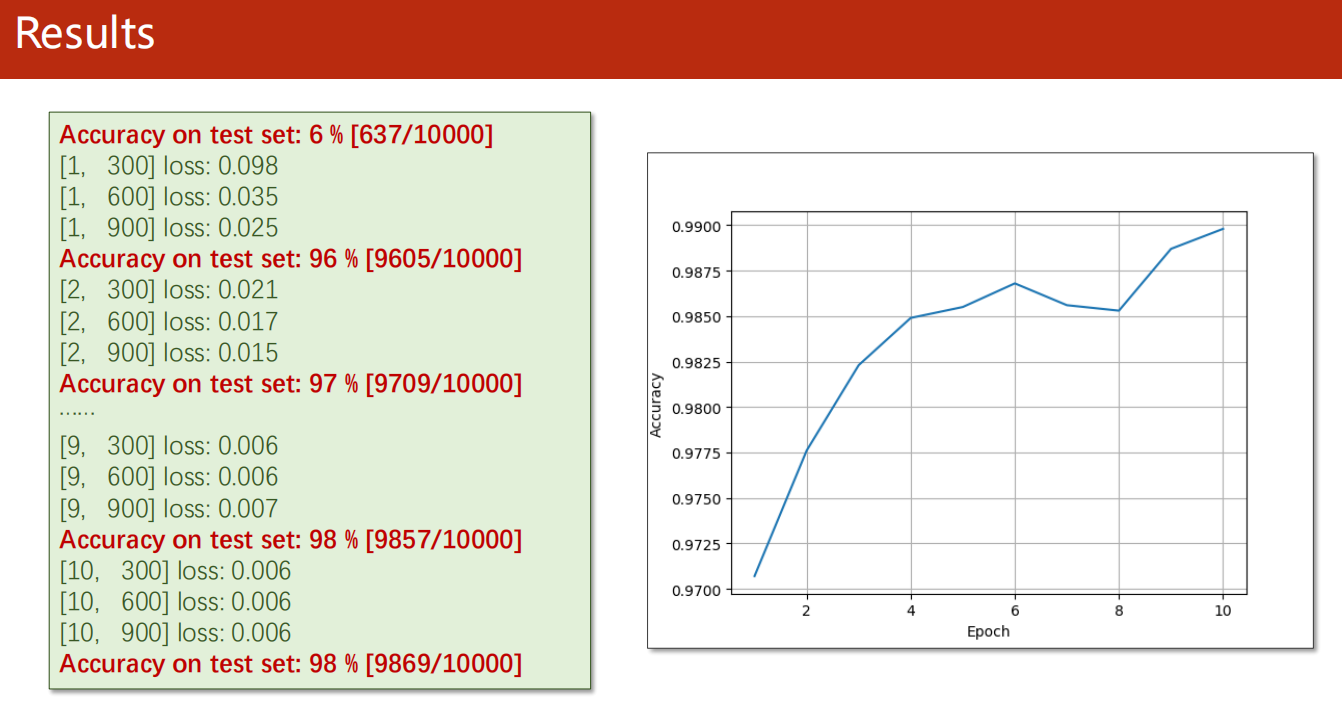 Results
Accuracy on test set: 6 % [637/10000]
[1,   300] loss: 0.098
[1,   600] loss: 0.035
[1,   900] loss: 0.025
Accuracy on test set: 96 % [9605/10000]
[2,   300] loss: 0.021
[2,   600] loss: 0.017
[2,   900] loss: 0.015
Accuracy on test set: 97 % [9709/10000]
……
[9,   300] loss: 0.006
[9,   600] loss: 0.006
[9,   900] loss: 0.007
Accuracy on test set: 98 % [9857/10000]
[10,   300] loss: 0.006
[10,   600] loss: 0.006
[10,   900] loss: 0.006
Accuracy on test set: 98 % [9869/10000]
Accuracy
0.9900
0.9875
0.9850
0.9825
0.9800
0.9775
0.9750
0.9725
0.9700
2 4 6 8 10
Epoch